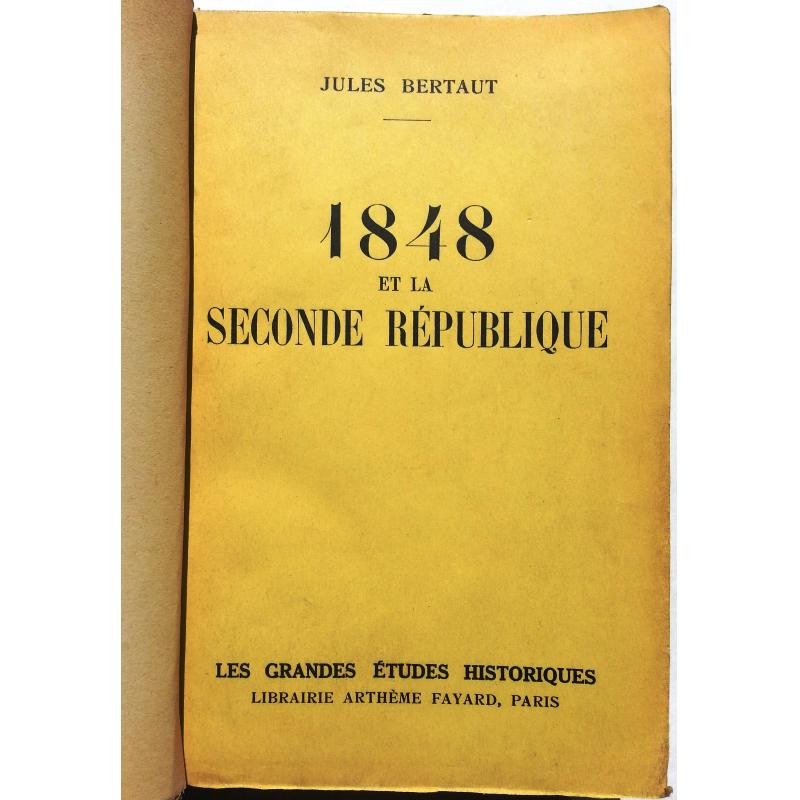 JULES BERTAUT
1848
ET LA
SECONDE RÉPUBLIQUE
LES GRANDES ÉTUDES HISTORIQUES
LIBRAIRIE ARTHÈME FAYARD, PARIS